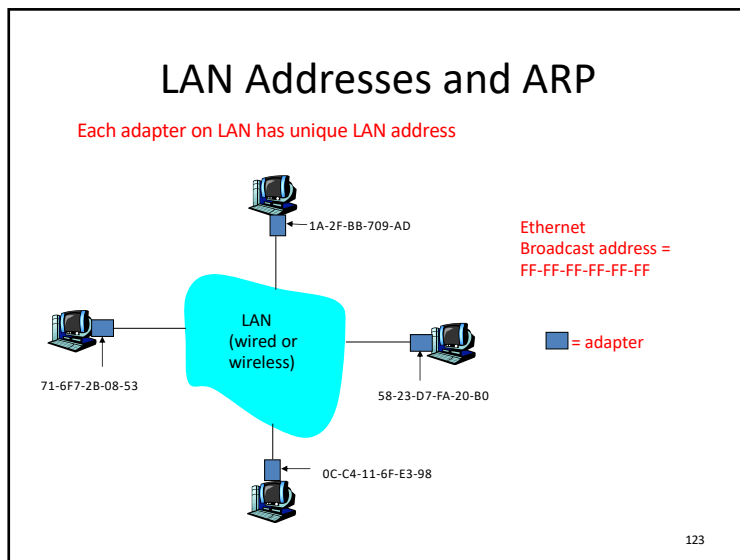 LAN Addresses and ARP
Each adapter on LAN has unique LAN address
1A-2F-BB-709-AD
Ethernet
Broadcast address =
FF-FF-FF-FF-FF-FF
LAN
(wired or
wireless)
= adapter
71-6F7-2B-08-53
58-23-D7-FA-20-B0
0C-C4-11-6F-E3-98
123